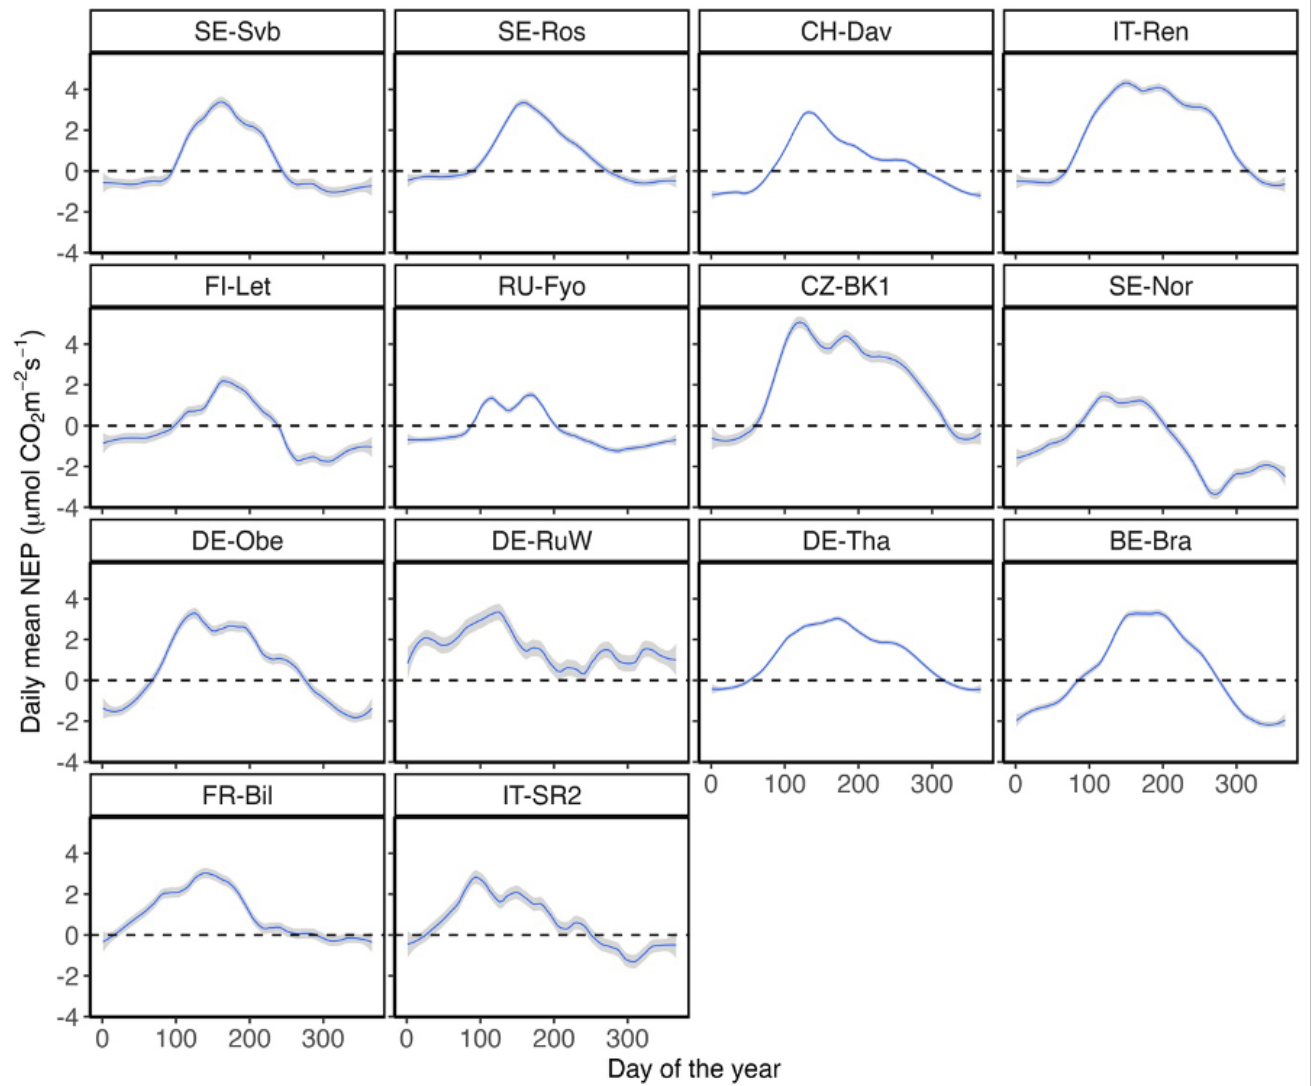 SE-Svb SE-Ros CH-Dav IT-Ren
4
2
0
-2
-4
FI-Let RU-Fyo CZ-BK1 SE-Nor
4
2
0
-2
-4
DE-Obe DE-RuW DE-Tha BE-Bra
4
2
0
-2
-4
0 100 200 300 0 100 200 300
FR-Bil IT-SR2
4
2
0
-2
-4
0 100 200 300 0 100 200 300
Day of the year
Daily mean NEP (μmol CO₂m⁻²s⁻¹)